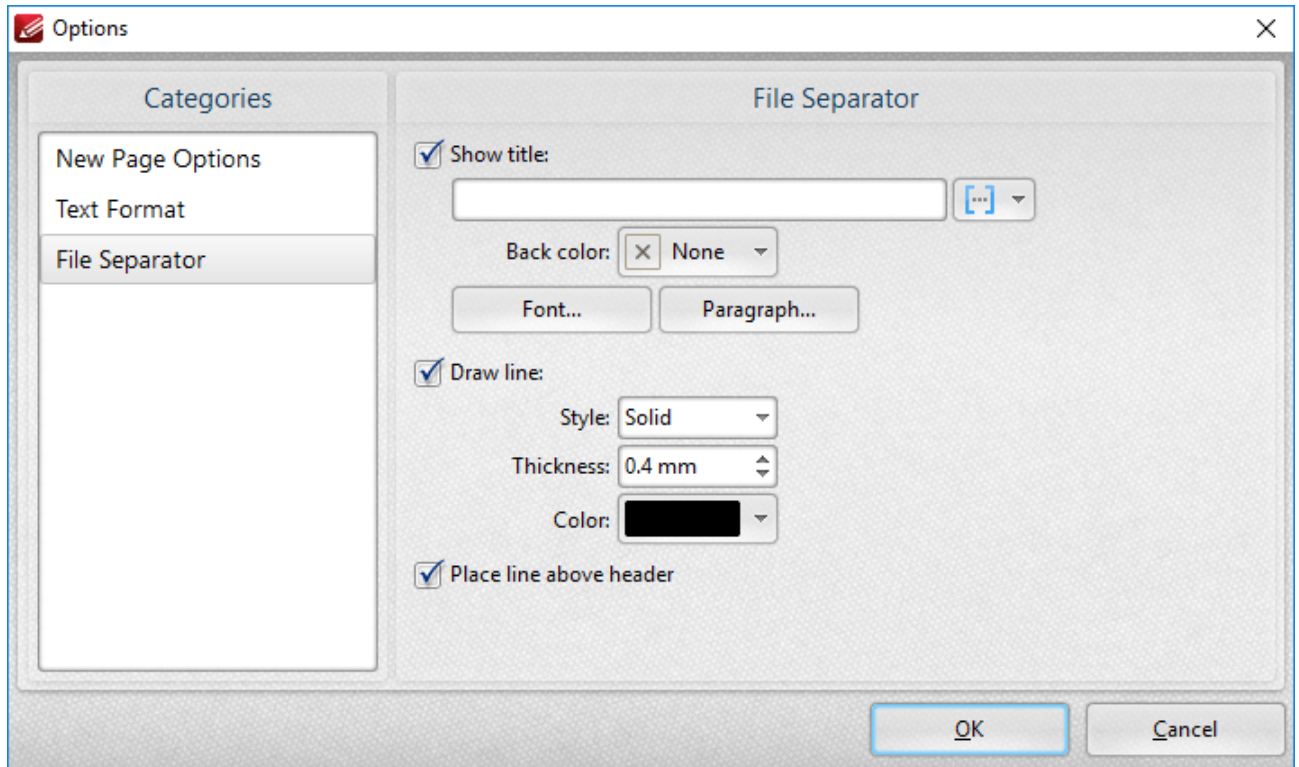 Options
Categories
New Page Options
Text Format
File Separator
File Separator
Show title:
Back color: None
Font... Paragraph...
Draw line:
Style: Solid
Thickness: 0.4 mm
Color:
Place line above header
OK Cancel